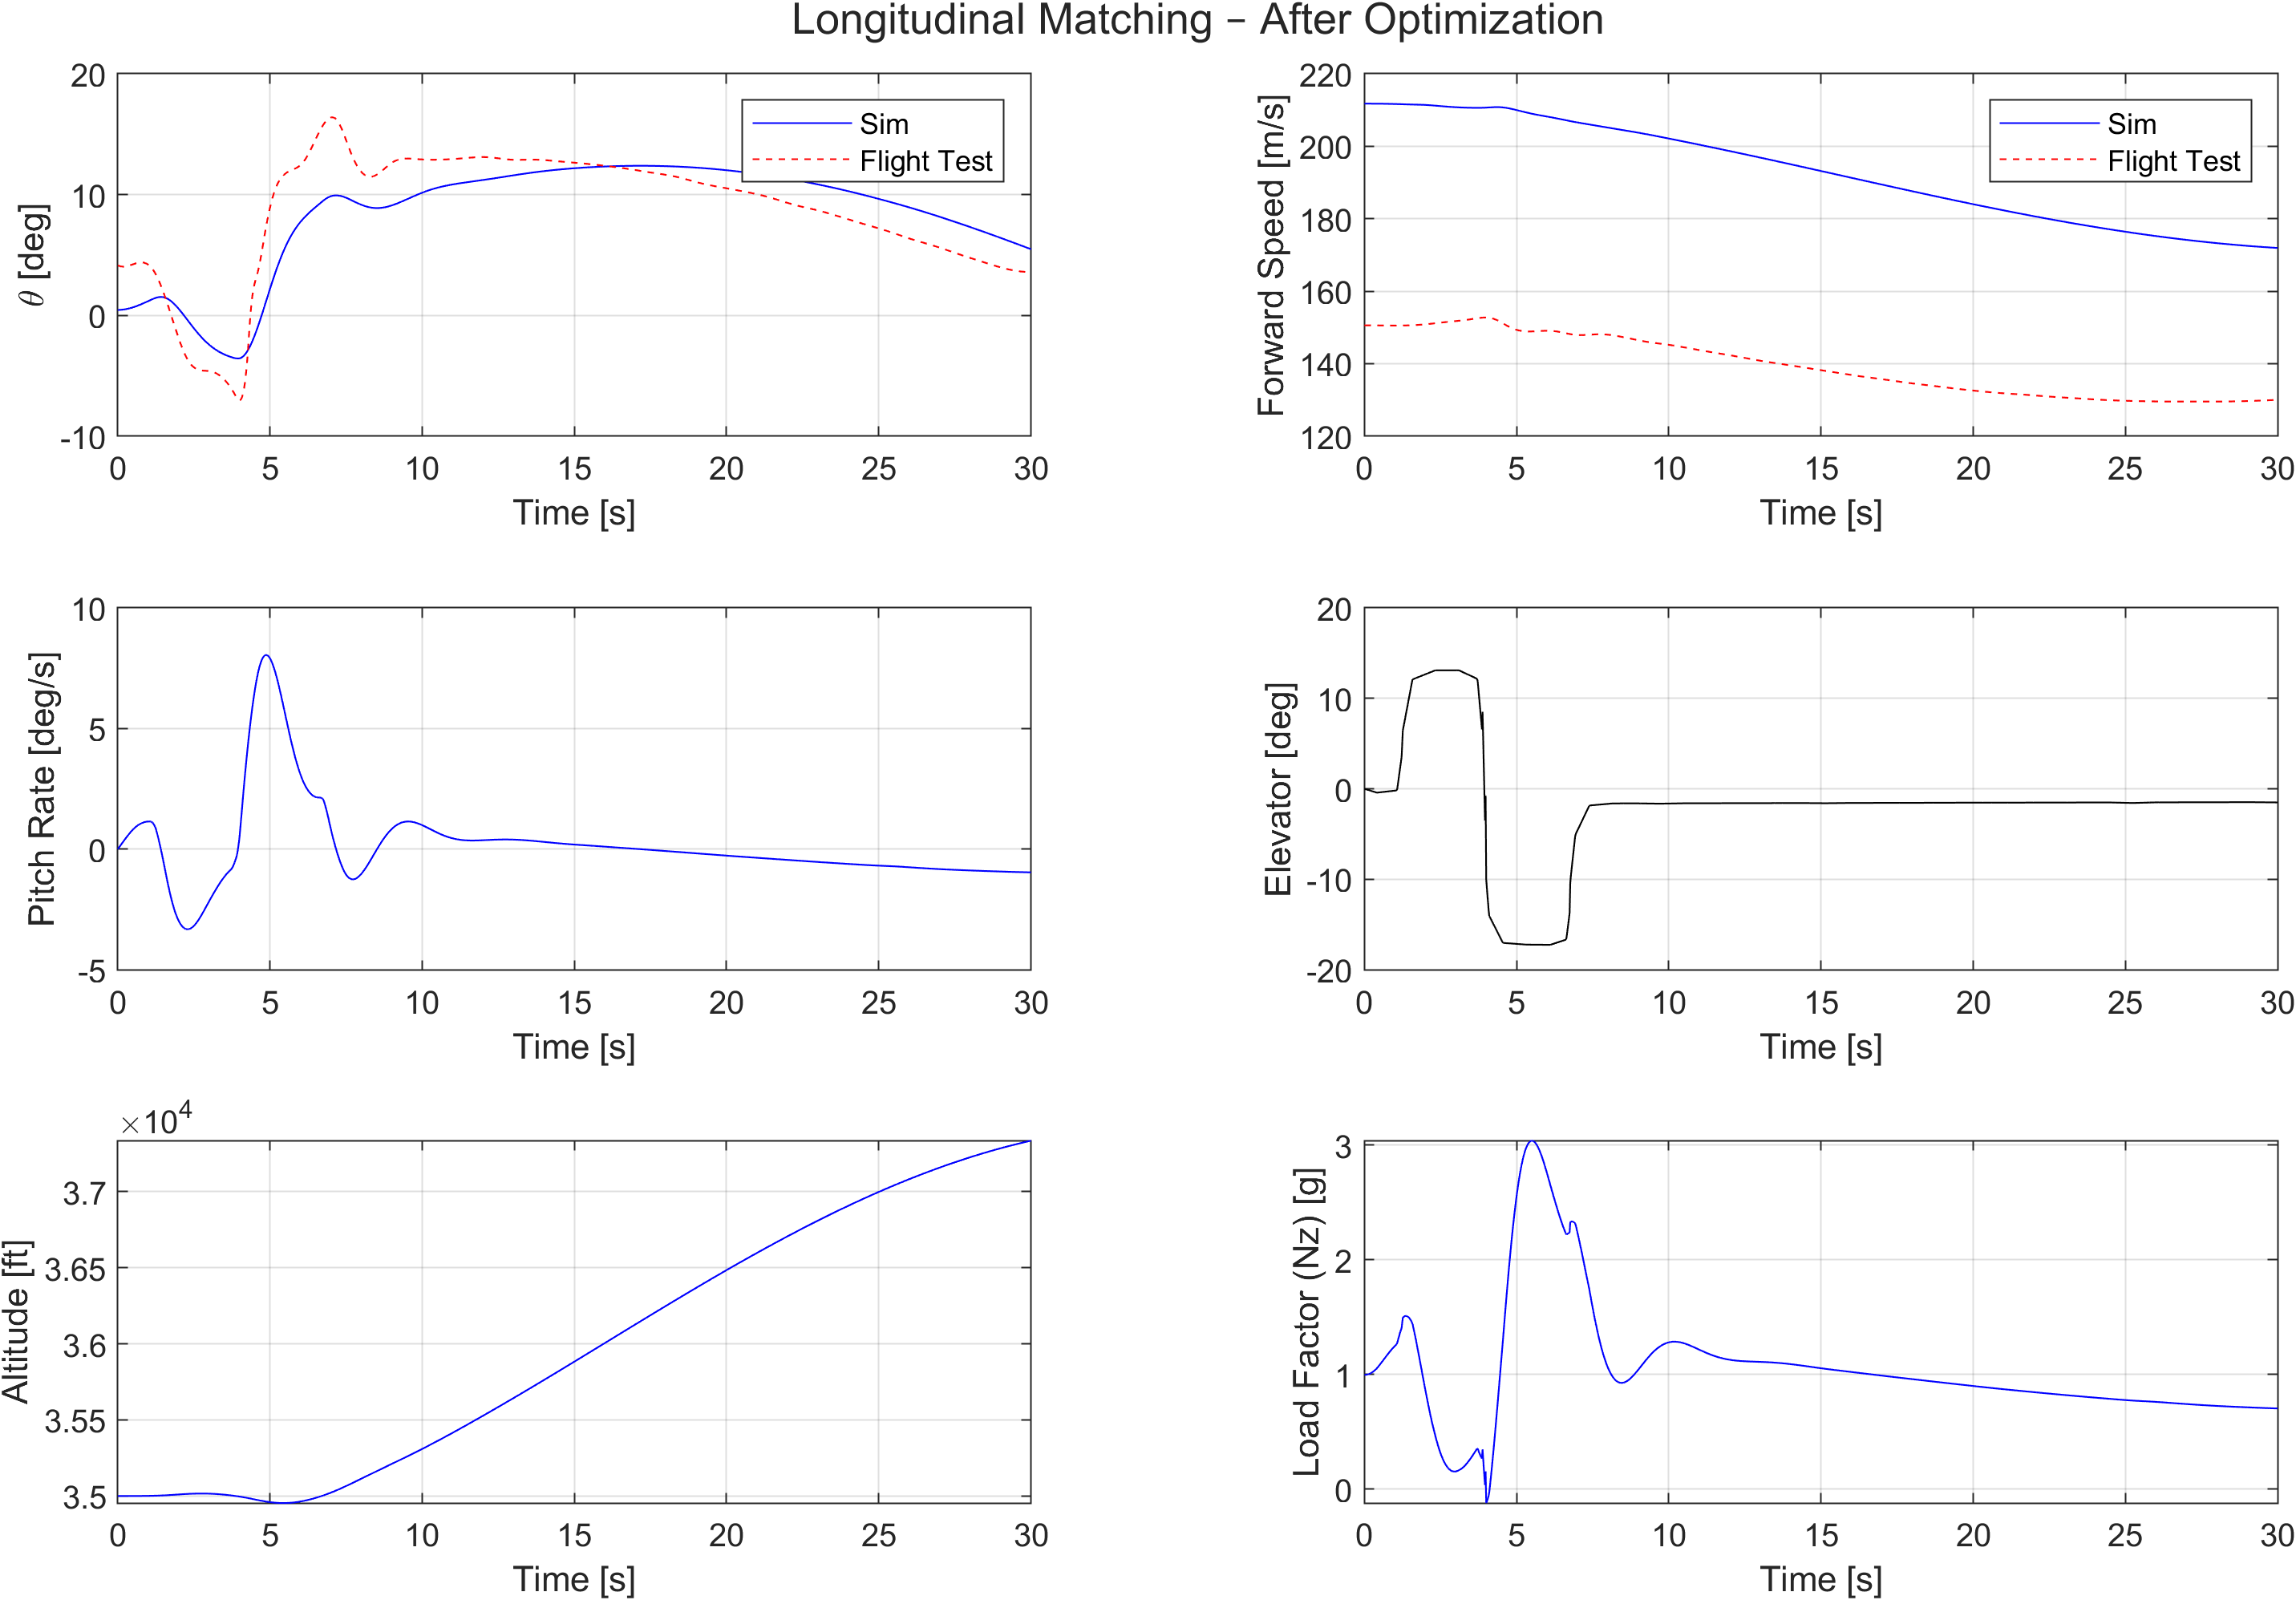 Longitudinal Matching – After Optimization
20
10
0
-10
θ [deg]
Sim
Flight Test
0 5 10 15 20 25 30
Time [s]
220
200
180
160
140
120
Forward Speed [m/s]
Sim
Flight Test
0 5 10 15 20 25 30
Time [s]
10
5
0
-5
Pitch Rate [deg/s]
0 5 10 15 20 25 30
Time [s]
20
10
0
-10
-20
Elevator [deg]
0 5 10 15 20 25 30
Time [s]
×10⁴
3.7
3.65
3.6
3.55
3.5
Altitude [ft]
0 5 10 15 20 25 30
Time [s]
3
2
1
0
Load Factor (Nz) [g]
0 5 10 15 20 25 30
Time [s]